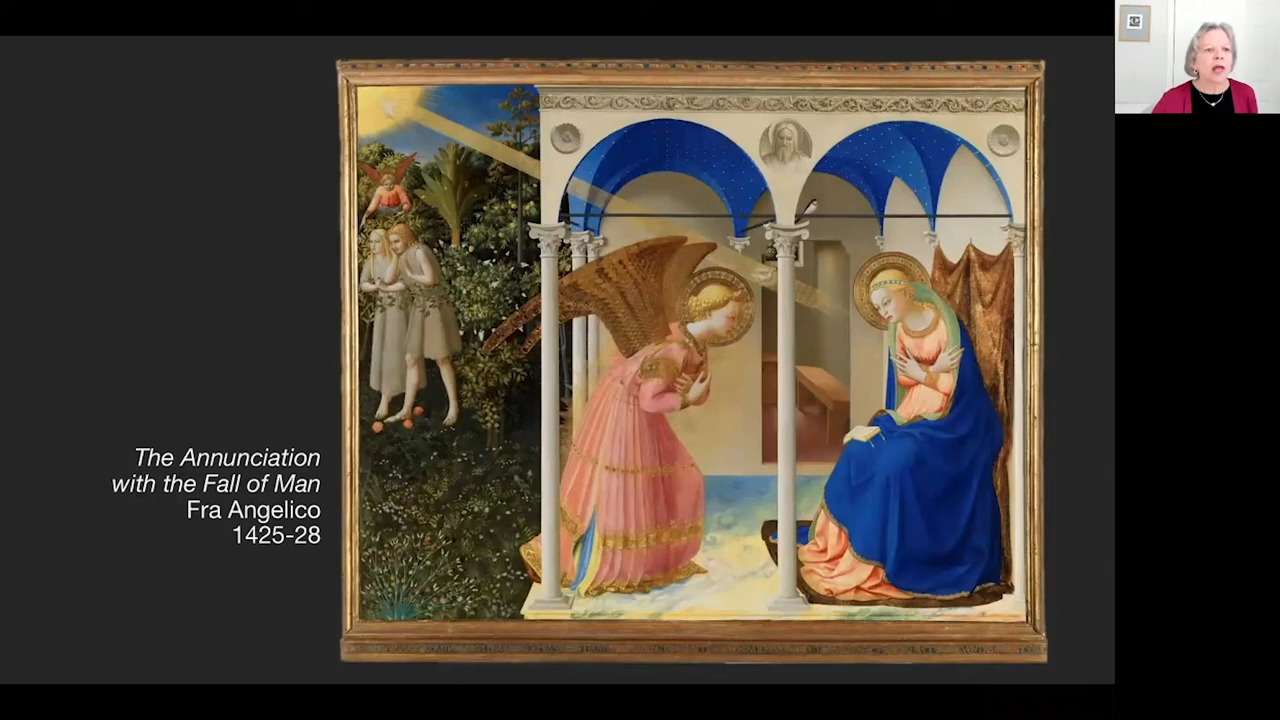 The Annunciation
with the Fall of Man
Fra Angelico
1425-28